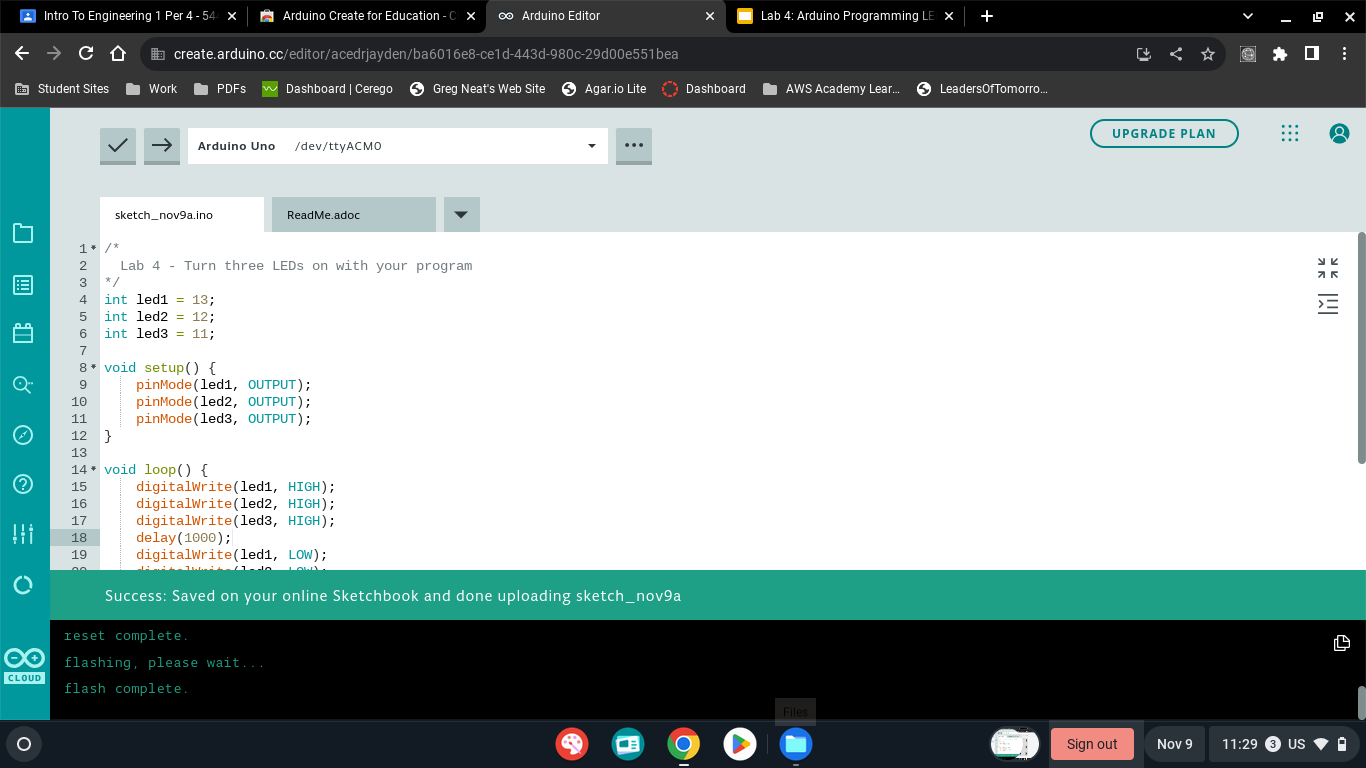 Intro To Engineering 1 Per 4 - 54
Arduino Create for Education - C
Arduino Editor
Lab 4: Arduino Programming LE
create.arduino.cc/editor/acedrjayden/ba6016e8-ce1d-443d-980c-29d00e551bea
Student Sites
Work
PDFs
Dashboard | Cerego
Greg Neat's Web Site
Agar.io Lite
Dashboard
AWS Academy Lear...
LeadersOfTomorro...
Arduino Uno /dev/ttyACM0
UPGRADE PLAN
sketch_nov9a.ino
ReadMe.adoc
1 /*
2 Lab 4 - Turn three LEDs on with your program
3 */
4 int led1 = 13;
5 int led2 = 12;
6 int led3 = 11;
7
8 void setup() {
9 pinMode(led1, OUTPUT);
10 pinMode(led2, OUTPUT);
11 pinMode(led3, OUTPUT);
12 }
13
14 void loop() {
15 digitalWrite(led1, HIGH);
16 digitalWrite(led2, HIGH);
17 digitalWrite(led3, HIGH);
18 delay(1000);
19 digitalWrite(led1, LOW);
20 digitalWrite(led2, LOW);
Success: Saved on your online Sketchbook and done uploading sketch_nov9a
reset complete.
flashing, please wait...
flash complete.
CLOUD
Files
Sign out
Nov 9
11:29 3 US